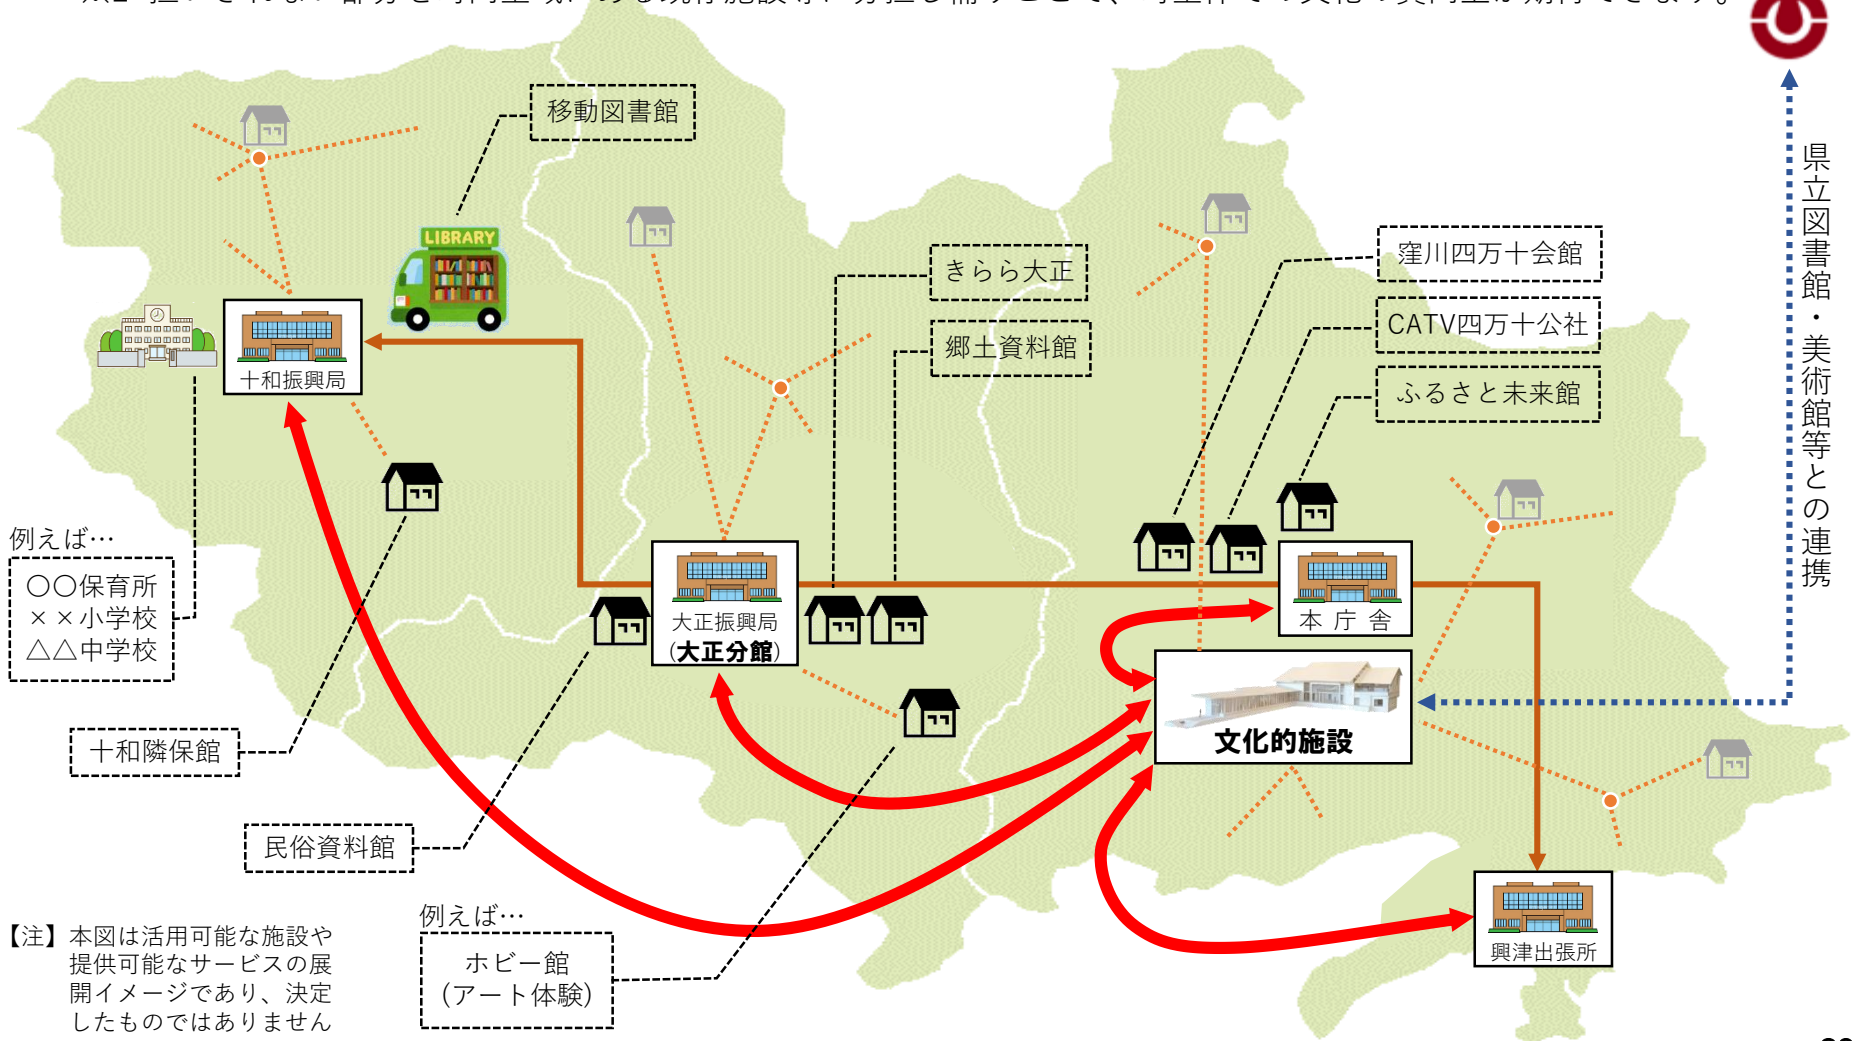 移動図書館
LIBRARY
きらら大正
郷土資料館
窪川四万十会館
CATV四万十公社
ふるさと未来館
県立図書館・美術館等との連携
十和振興局
例えば…
〇〇保育所
××小学校
△△中学校
大正振興局
(大正分館)
本庁舎
文化的施設
十和隣保館
民俗資料館
例えば…
ホビー館
(アート体験)
興津出張所
【注】本図は活用可能な施設や
提供可能なサービスの展
開イメージであり、決定
したものではありません